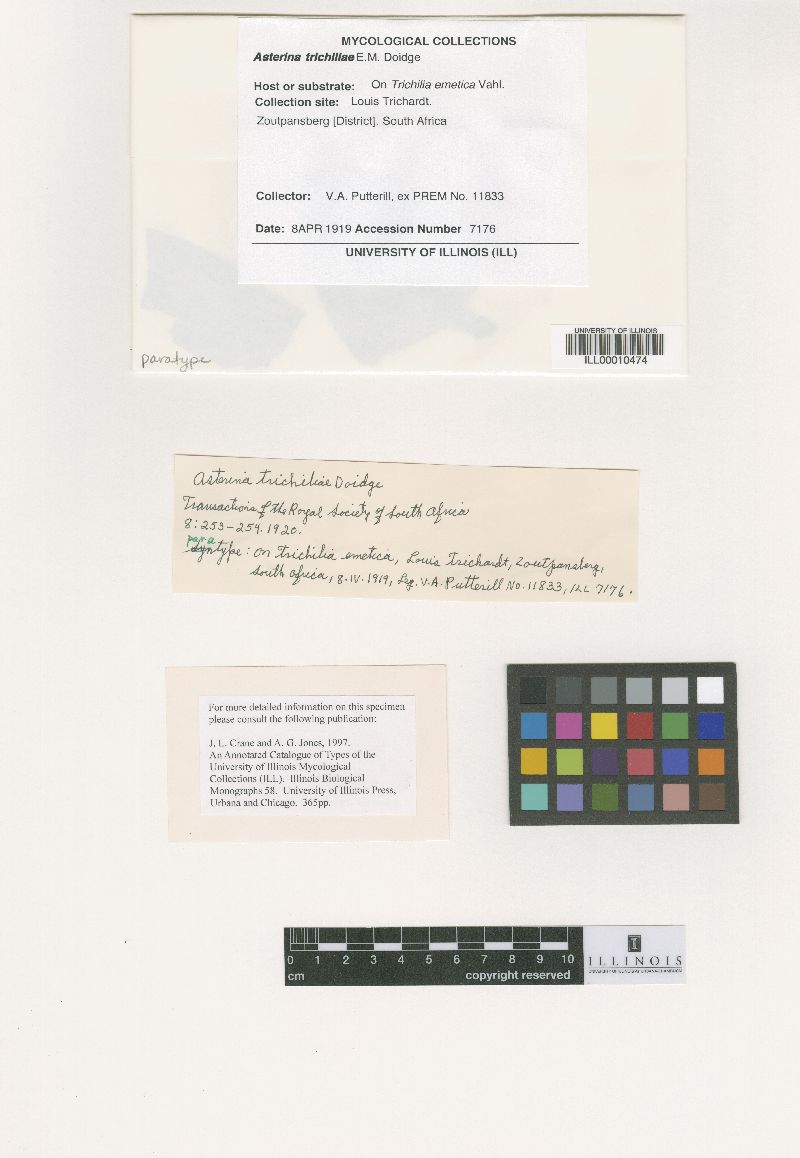 MYCOLOGICAL COLLECTIONS
Asterina trichiliae E.M. Doidge
Host or substrate: On Trichilia emetica Vahl.
Collection site: Louis Trichardt.
Zoutpansberg [District], South Africa
Collector: V.A. Putterill, ex PREM No. 11833
Date: 8APR 1919 Accession Number 7176
UNIVERSITY OF ILLINOIS (ILL)
paratype
UNIVERSITY OF ILLINOIS
ILL00010474
Asterina trichiliae Doidge
Transactions of the Royal Society of South Africa
8: 253-254. 1920.
para
Syntype: on Trichilia emetica, Louis Trichardt, Zoutpansberg,
South Africa, 8.IV.1919, Leg. V.A. Putterill No. 11833, ILL 7176.
For more detailed information on this specimen
please consult the following publication:
J. L. Crane and A. G. Jones, 1997.
An Annotated Catalogue of Types of the
University of Illinois Mycological
Collections (ILL). Illinois Biological
Monographs 58. University of Illinois Press,
Urbana and Chicago. 365pp.
0 1 2 3 4 5 6 7 8 9 10
cm copyright reserved
I
ILLINOIS
UNIVERSITY OF ILLINOIS AT URBANA-CHAMPAIGN